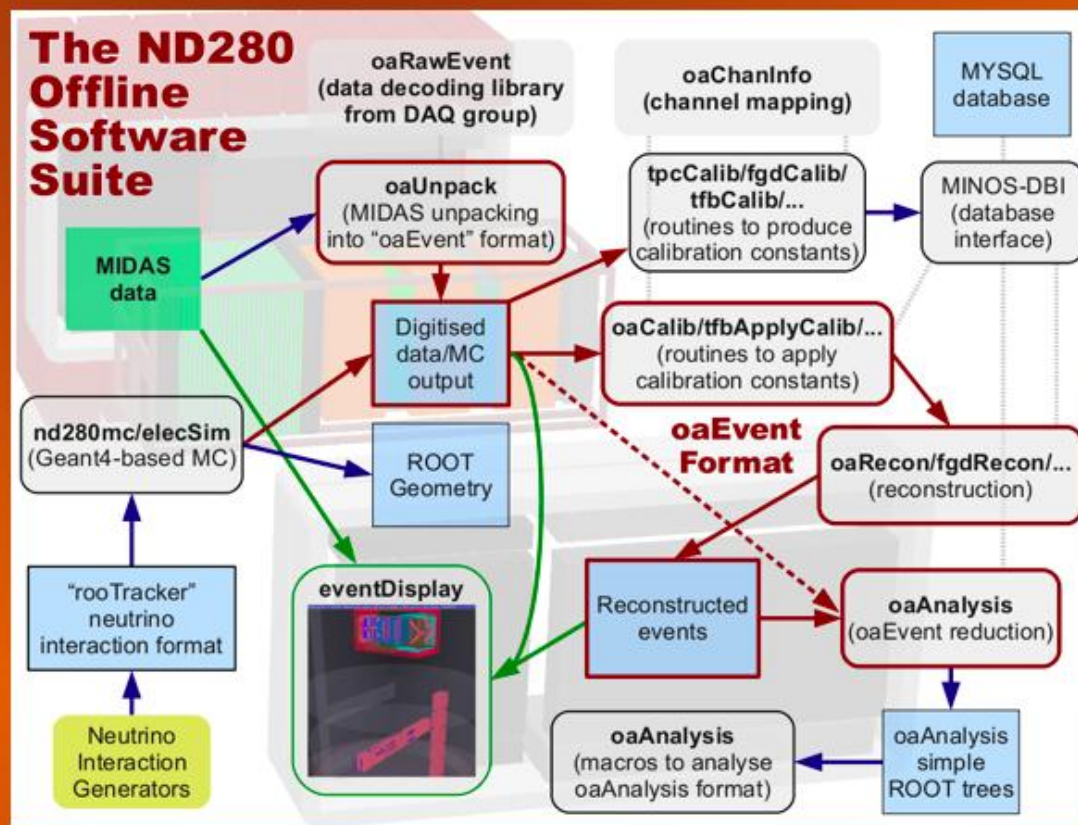 The ND280
Offline
Software
Suite
oaRawEvent
(data decoding library
from DAQ group)
oaChanInfo
(channel mapping)
MYSQL
database
oaUnpack
(MIDAS unpacking
into “oaEvent” format)
tpcCalib/fgdCalib/
tfbCalib/...
(routines to produce
calibration constants)
MINOS-DBI
(database
interface)
MIDAS
data
Digitised
data/MC
output
oaCalib/tfbApplyCalib/...
(routines to apply
calibration constants)
nd280mc/elecSim
(Geant4-based MC)
ROOT
Geometry
oaEvent
Format
oaRecon/fgdRecon/...
(reconstruction)
“rooTracker”
neutrino
interaction format
eventDisplay
Reconstructed
events
oaAnalysis
(oaEvent reduction)
Neutrino
Interaction
Generators
oaAnalysis
(macros to analyse
oaAnalysis format)
oaAnalysis
simple
ROOT trees